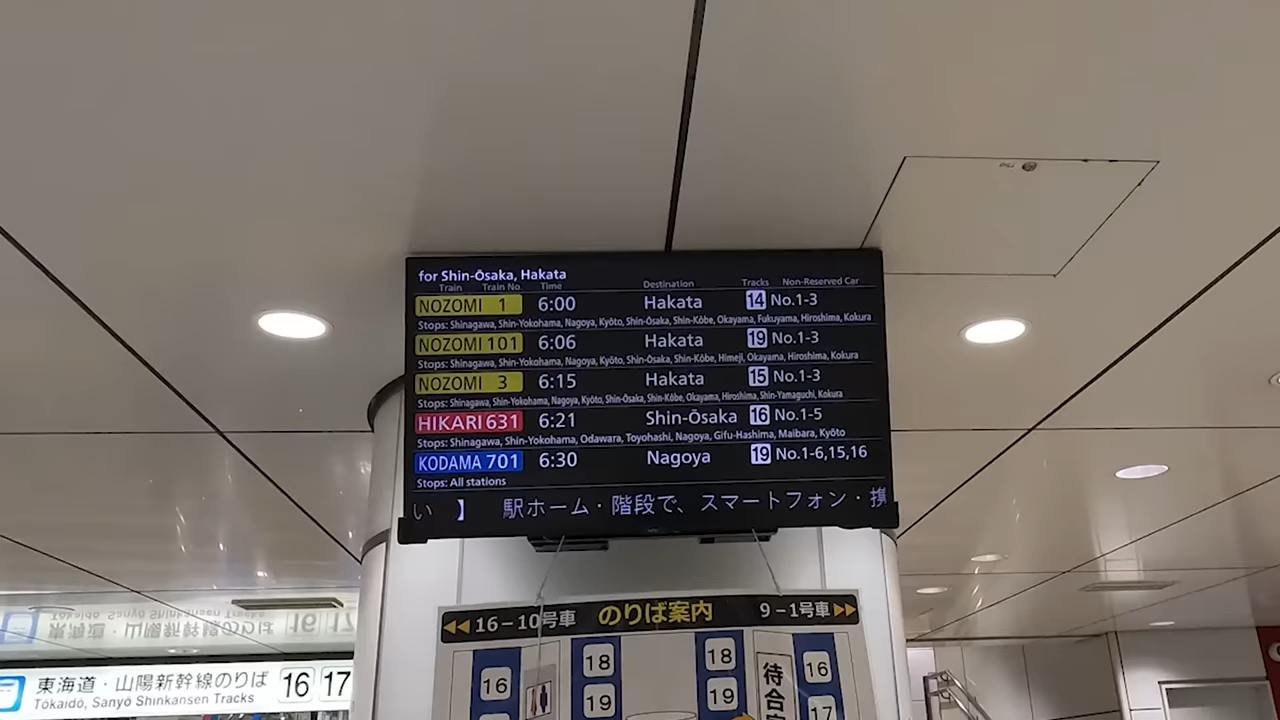 for Shin-Ōsaka, Hakata
Train Train No. Time Destination Tracks Non-Reserved Car
NOZOMI 1 6:00 Hakata 14 No.1-3
Stops: Shinagawa, Shin-Yokohama, Nagoya, Kyōto, Shin-Ōsaka, Shin-Kōbe, Okayama, Fukuyama, Hiroshima, Kokura
NOZOMI 101 6:06 Hakata 19 No.1-3
Stops: Shinagawa, Shin-Yokohama, Nagoya, Kyōto, Shin-Ōsaka, Shin-Kōbe, Himeji, Okayama, Hiroshima, Kokura
NOZOMI 3 6:15 Hakata 15 No.1-3
Stops: Shinagawa, Shin-Yokohama, Nagoya, Kyōto, Shin-Ōsaka, Shin-Kōbe, Okayama, Hiroshima, Shin-Yamaguchi, Kokura
HIKARI 631 6:21 Shin-Ōsaka 16 No.1-5
Stops: Shinagawa, Shin-Yokohama, Odawara, Toyohashi, Nagoya, Gifu-Hashima, Maibara, Kyōto
KODAMA 701 6:30 Nagoya 19 No.1-6,15,16
Stops: All stations
い 】 駅ホーム・階段で、スマートフォン・携
16-10号車 のりば案内 9-1号車
16 18 18 待合 16
19 19 17
東海道・山陽新幹線のりば 16 17
Tōkaidō, Sanyō Shinkansen Tracks